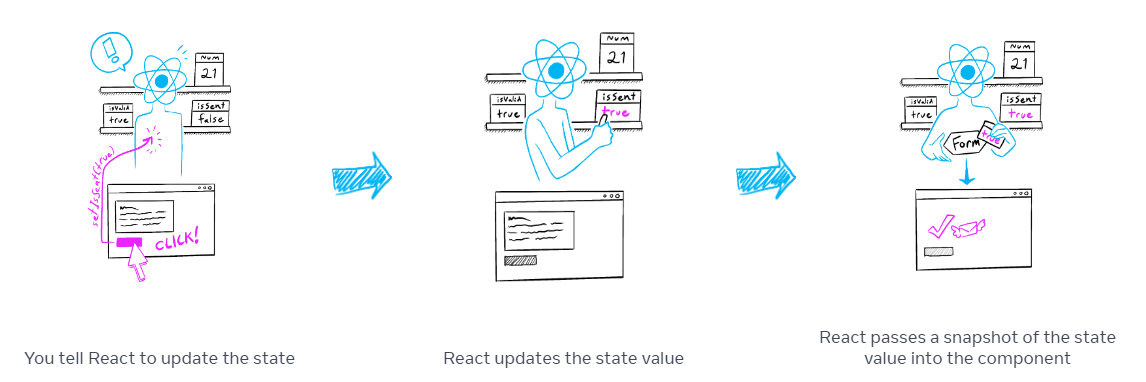 !
NUM
21
isValid
true
isSent
false
setIsSent(true)
CLICK!
You tell React to update the state
NUM
21
isValid
true
isSent
true
React updates the state value
NUM
21
isValid
true
isSent
true
Form
true
React passes a snapshot of the state
value into the component